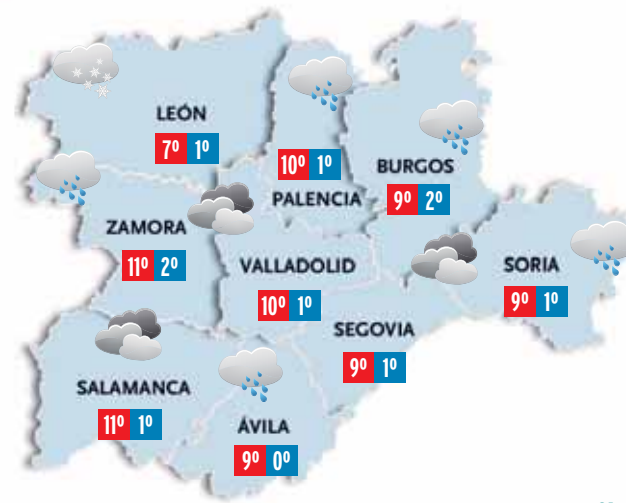 LEÓN
7º 1º
10º 1º
PALENCIA
BURGOS
9º 2º
ZAMORA
11º 2º
VALLADOLID
10º 1º
SORIA
9º 1º
SEGOVIA
9º 1º
SALAMANCA
11º 1º
ÁVILA
9º 0º